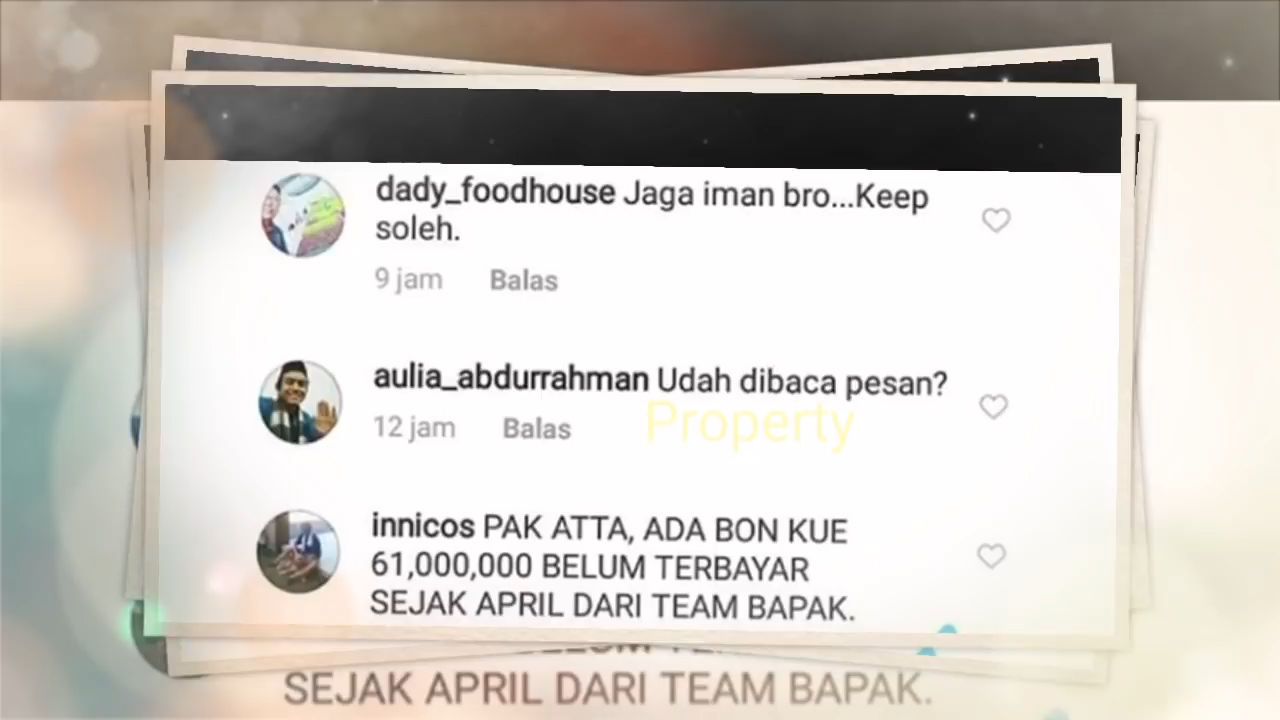 dady_foodhouse Jaga iman bro...Keep
soleh.
9 jam Balas
aulia_abdurrahman Udah dibaca pesan?
12 jam Balas
Property
innicos PAK ATTA, ADA BON KUE
61,000,000 BELUM TERBAYAR
SEJAK APRIL DARI TEAM BAPAK.
SEJAK APRIL DARI TEAM BAPAK.